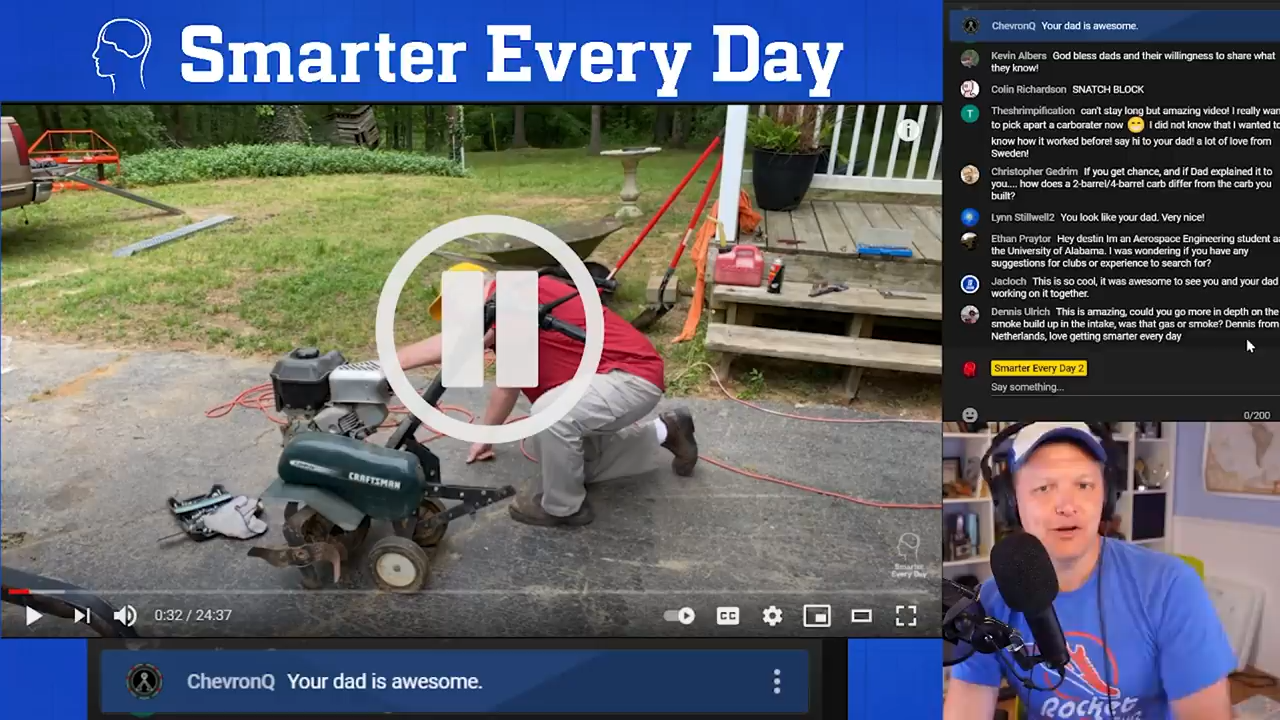 Smarter Every Day
CRAFTSMAN
Smarter
Every Day
0:32 / 24:37
CC
ChevronQ Your dad is awesome.
ChevronQ Your dad is awesome.
Kevin Albers God bless dads and their willingness to share what
they know!
Colin Richardson SNATCH BLOCK
T
Theshrimpification can't stay long but amazing video! I really wan
to pick apart a carborater now 😁 I did not know that I wanted to
know how it worked before! say hi to your dad! a lot of love from
Sweden!
Christopher Gedrim If you get chance, and if Dad explained it to
you.... how does a 2-barrel/4-barrel carb differ from the carb you
built?
Lynn Stillwell2 You look like your dad. Very nice!
Ethan Praytor Hey destin Im an Aerospace Engineering student a
the University of Alabama. I was wondering if you have any
suggestions for clubs or experience to search for?
Jacloch This is so cool, it was awesome to see you and your dad
working on it together.
Dennis Ulrich This is amazing, could you go more in depth on the
smoke build up in the intake, was that gas or smoke? Dennis from
Netherlands, love getting smarter every day
Smarter Every Day 2
Say something...
0/200
Rocket